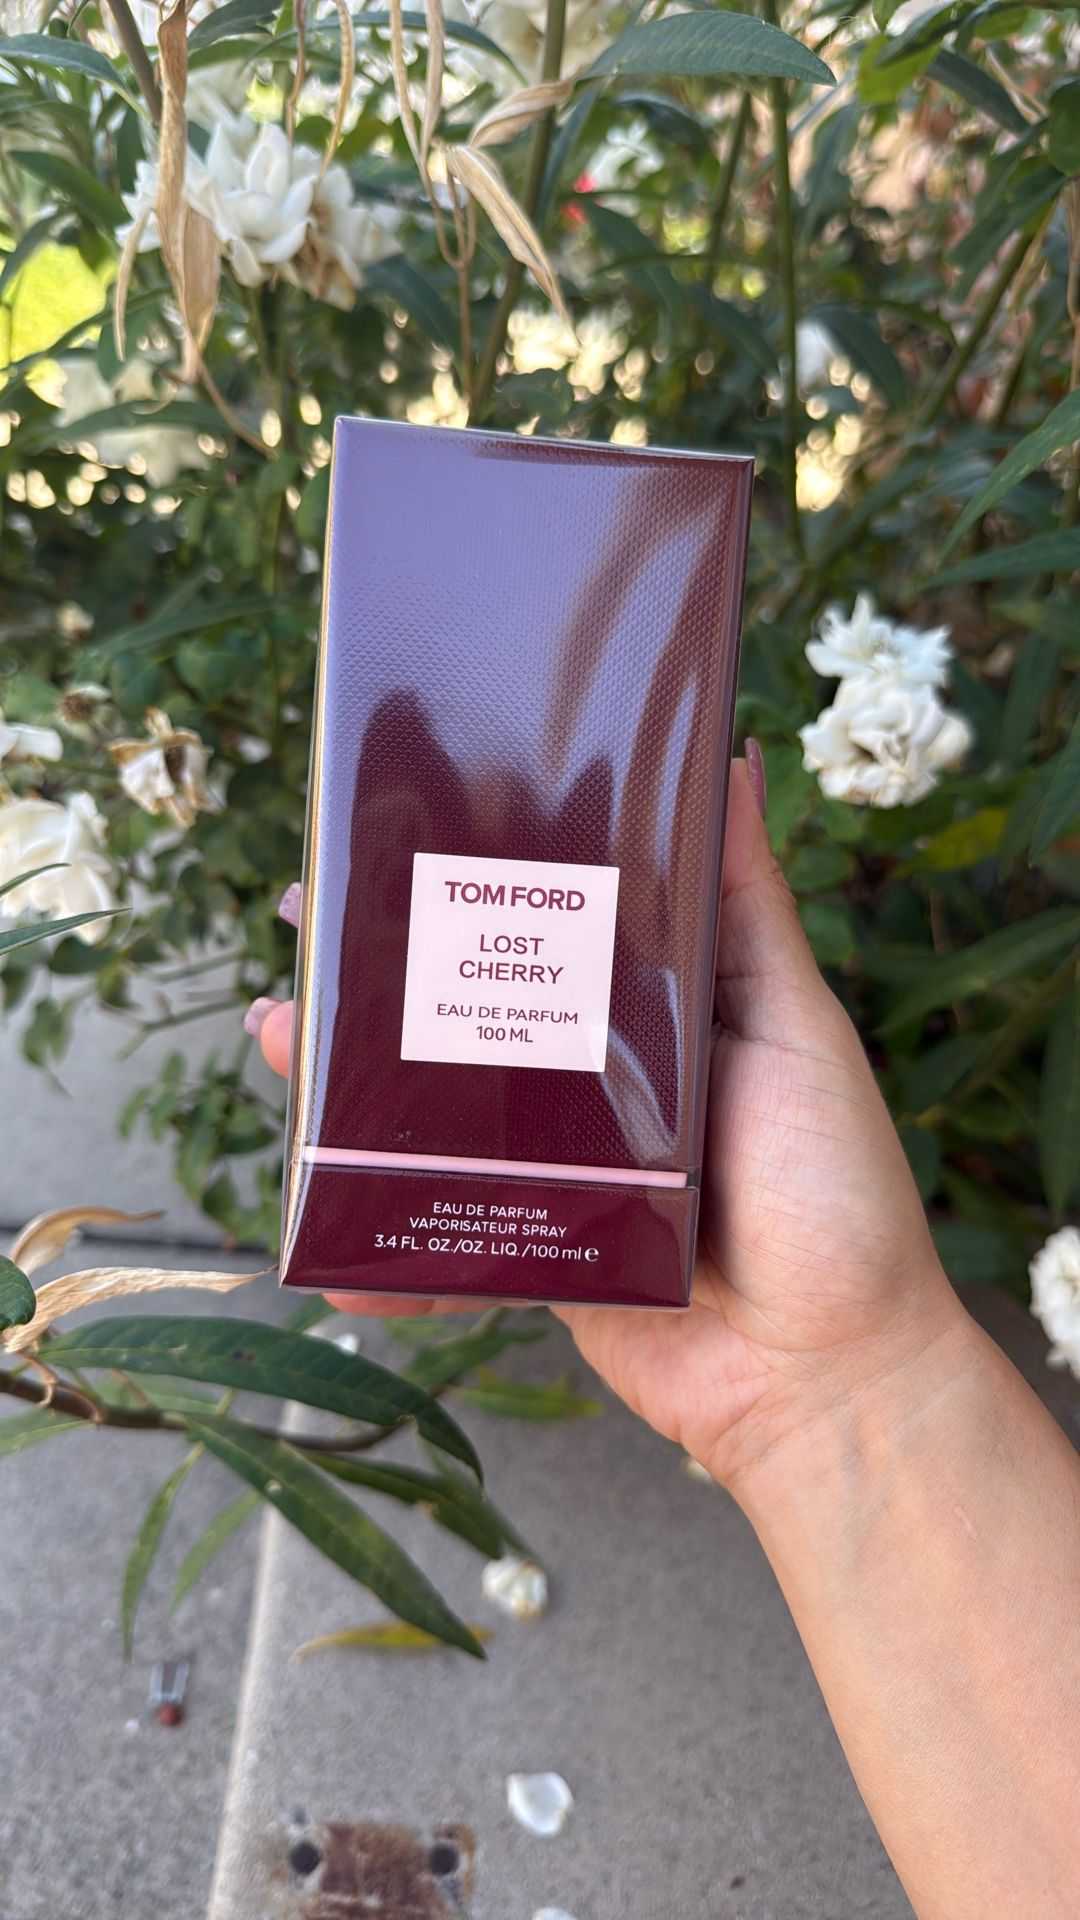 TOM FORD
LOST
CHERRY
EAU DE PARFUM
100 ML
EAU DE PARFUM
VAPORISATEUR SPRAY
3.4 FL. OZ./OZ. LIQ./100 ml ℮